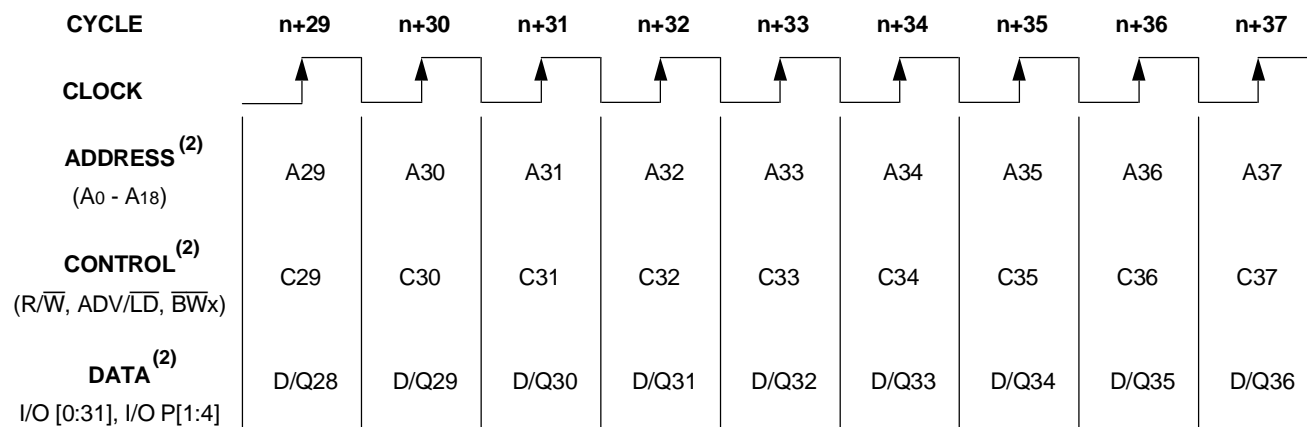 CYCLE n+29 n+30 n+31 n+32 n+33 n+34 n+35 n+36 n+37
CLOCK
ADDRESS(2)
(A0 - A18)
A29 A30 A31 A32 A33 A34 A35 A36 A37
CONTROL(2)
(R/W̅, ADV/L̅D̅, B̅W̅x)
C29 C30 C31 C32 C33 C34 C35 C36 C37
DATA(2)
I/O [0:31], I/O P[1:4]
D/Q28 D/Q29 D/Q30 D/Q31 D/Q32 D/Q33 D/Q34 D/Q35 D/Q36